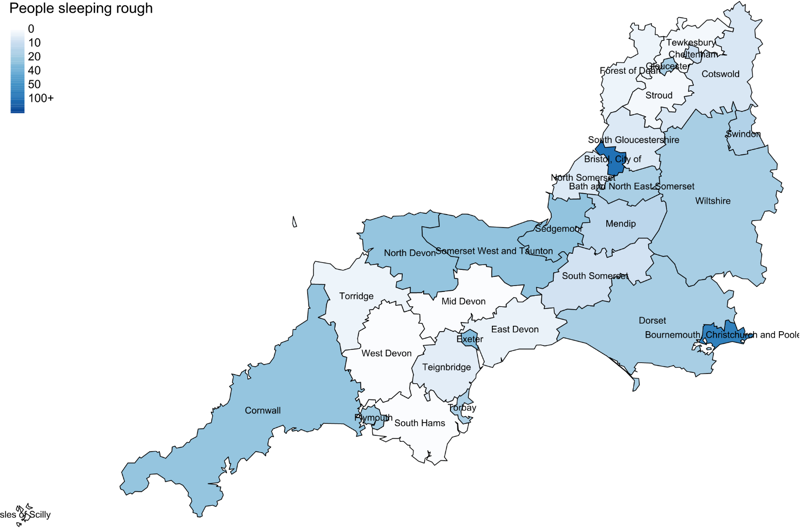 People sleeping rough
0
10
20
50
40
100+
Tewkesbury
Cheltenham
Gloucester
Forest of Dean
Cotswold
Stroud
Swindon
South Gloucestershire
Bristol, City of
North Somerset
Bath and North East Somerset
Wiltshire
Mendip
Sedgemoor
North Devon
Somerset West and Taunton
South Somerset
Torridge
Mid Devon
Dorset
East Devon
Bournemouth, Christchurch and Poole
Exeter
West Devon
Teignbridge
Cornwall
Torbay
Plymouth
South Hams
sles of Scilly